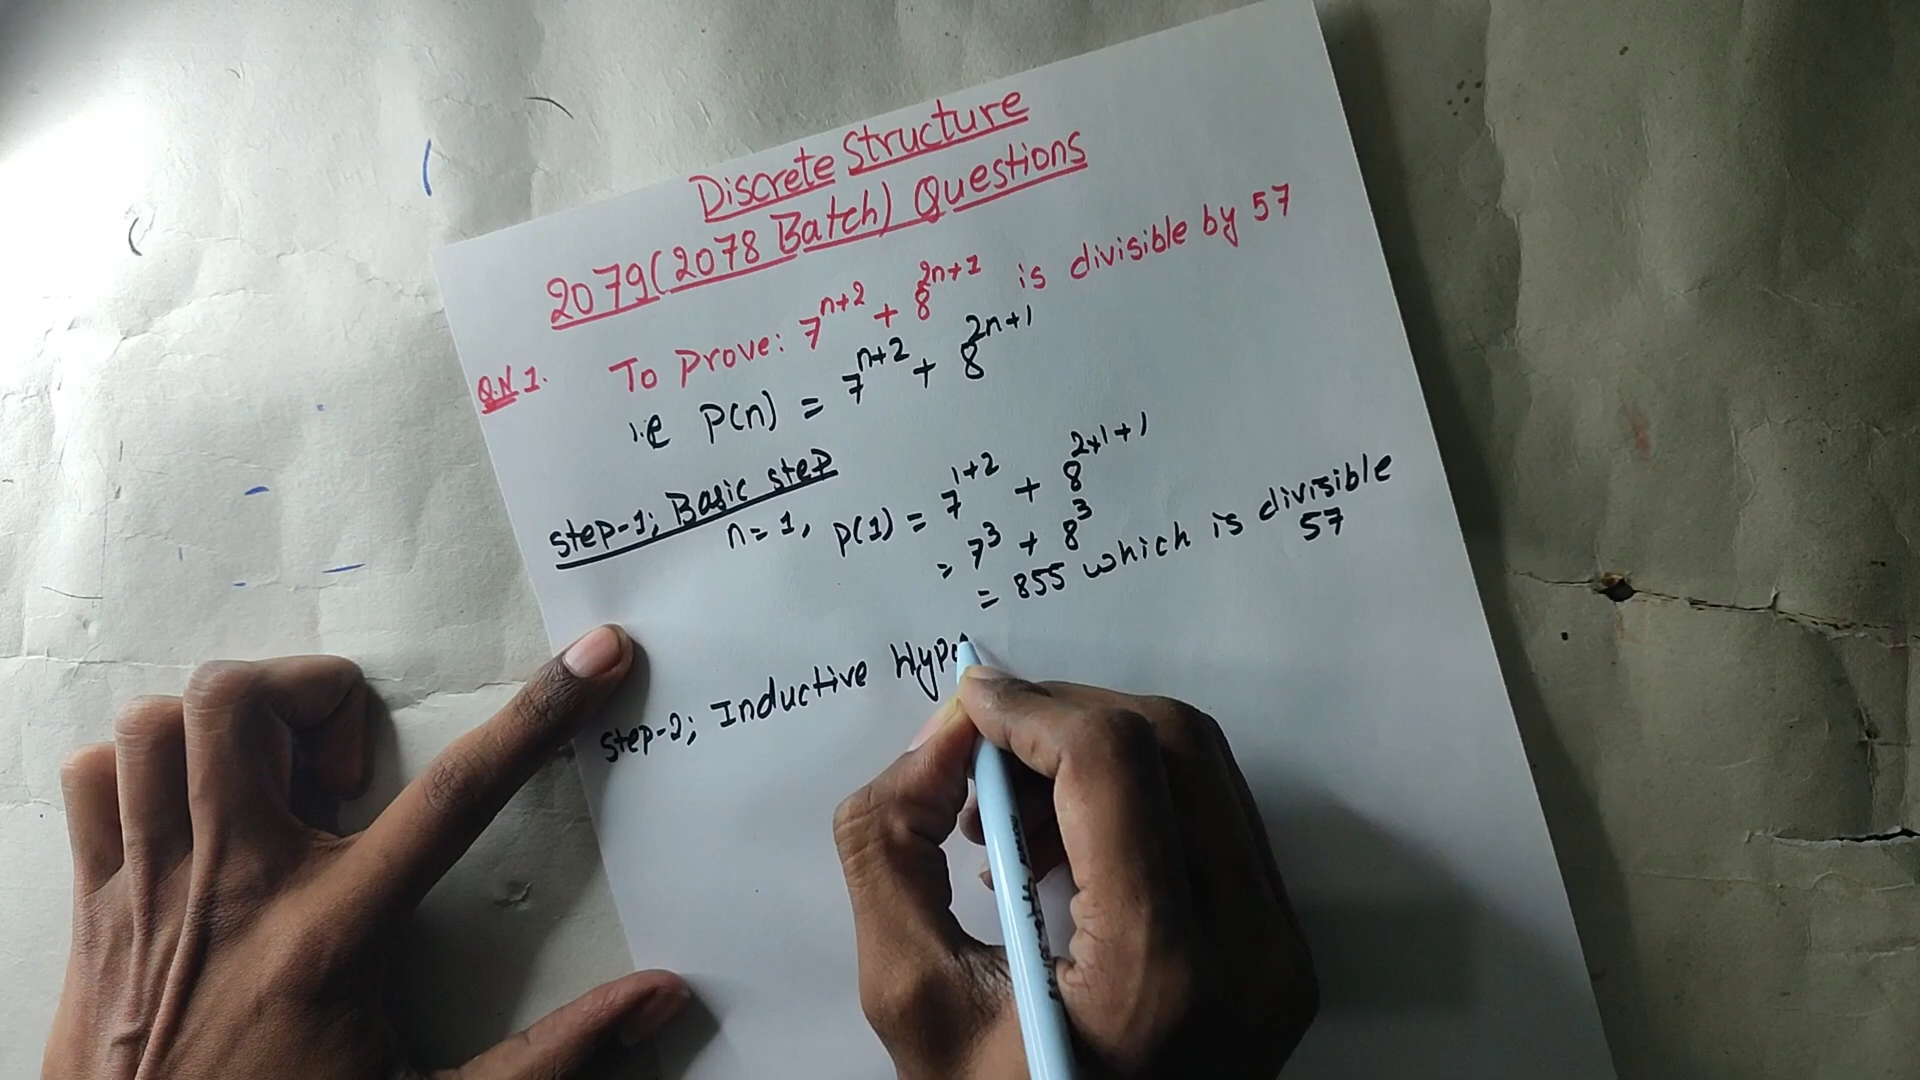 Discrete Structure
2079(2078 Batch) Questions
Q.N 1. To prove: 7^{n+2} + 8^{2n+1} is divisible by 57
i.e P(n) = 7^{n+2} + 8^{2n+1}
step-1; Basic step
n=1, P(1) = 7^{1+2} + 8^{2+1+1}
= 7^3 + 8^3
= 855 which is divisible
57
step-2; Inductive Hypo